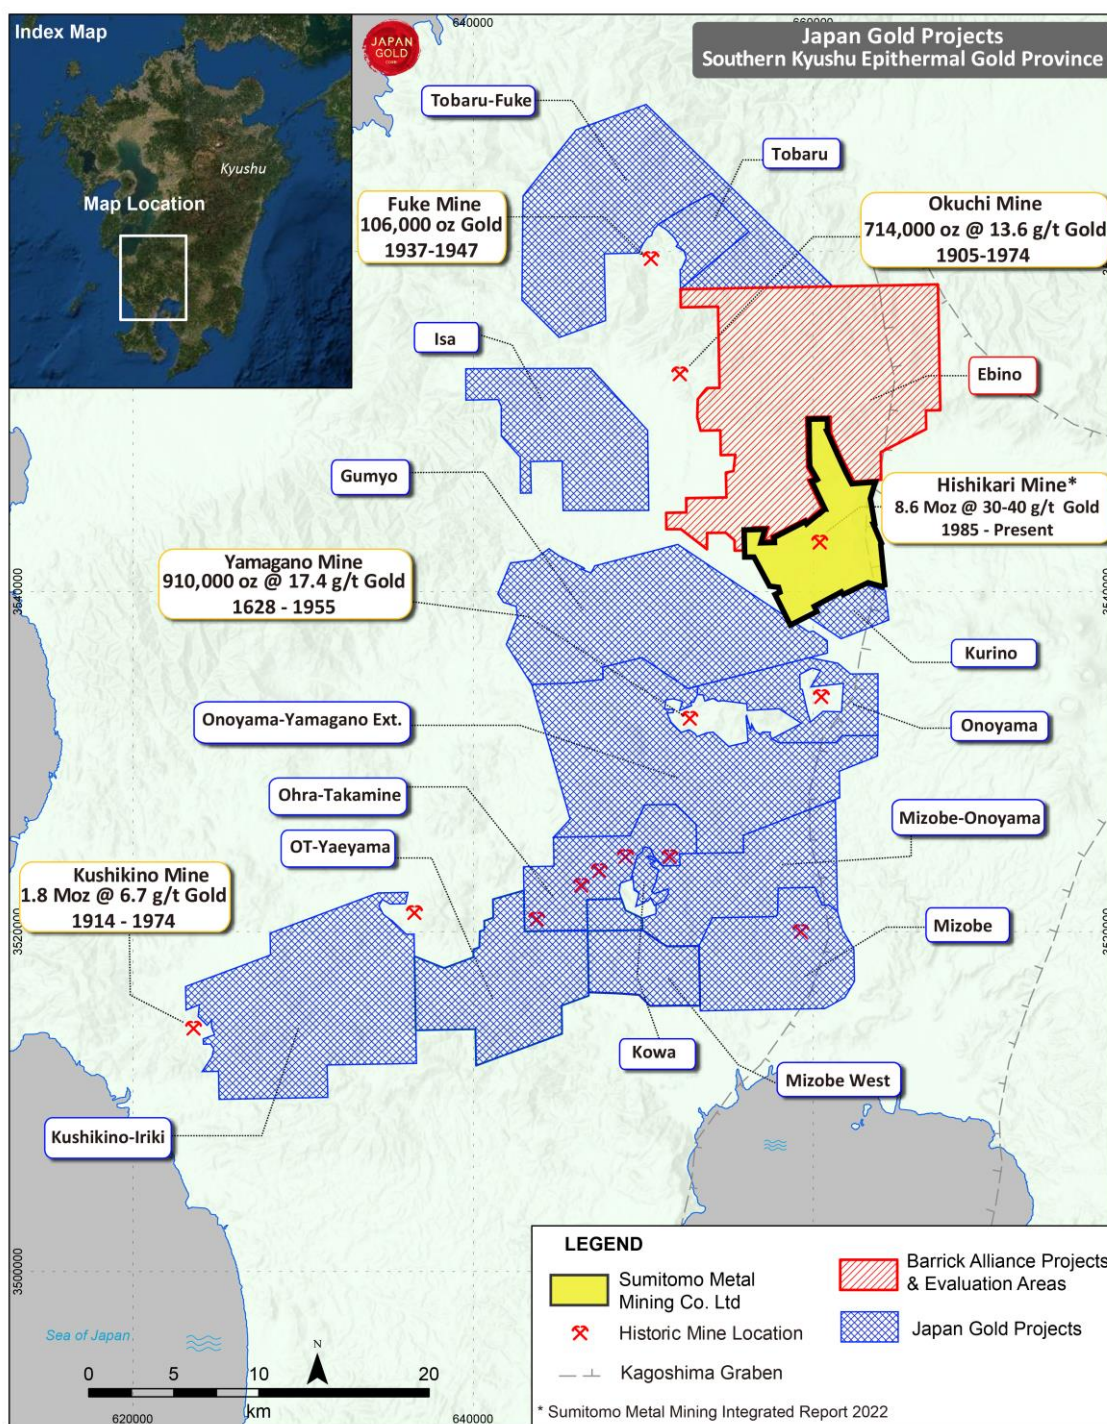 Index Map
Kyushu
Map Location
JAPAN
GOLD
CORP.
640000
660000
Japan Gold Projects
Southern Kyushu Epithermal Gold Province
Tobaru-Fuke
Tobaru
Fuke Mine
106,000 oz Gold
1937-1947
Okuchi Mine
714,000 oz @ 13.6 g/t Gold
1905-1974
Isa
Ebino
Gumyo
Hishikari Mine*
8.6 Moz @ 30-40 g/t Gold
1985 - Present
Yamagano Mine
910,000 oz @ 17.4 g/t Gold
1628 - 1955
3540000
3540000
Kurino
Onoyama-Yamagano Ext.
Onoyama
Ohra-Takamine
Mizobe-Onoyama
OT-Yaeyama
Kushikino Mine
1.8 Moz @ 6.7 g/t Gold
1914 - 1974
3520000
3520000
Mizobe
Kowa
Mizobe West
Kushikino-Iriki
LEGEND
Sumitomo Metal
Mining Co. Ltd
Historic Mine Location
Kagoshima Graben
Barrick Alliance Projects
& Evaluation Areas
Japan Gold Projects
* Sumitomo Metal Mining Integrated Report 2022
3500000
Sea of Japan
N
0 5 10 20
km
620000
640000